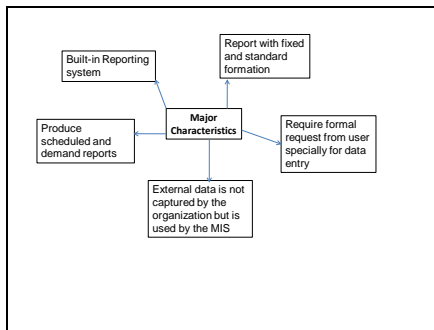 Built-in Reporting
system
Report with fixed
and standard
formation
Major
Characteristics
Produce
scheduled and
demand reports
Require formal
request from user
specially for data
entry
External data is not
captured by the
organization but is
used by the MIS